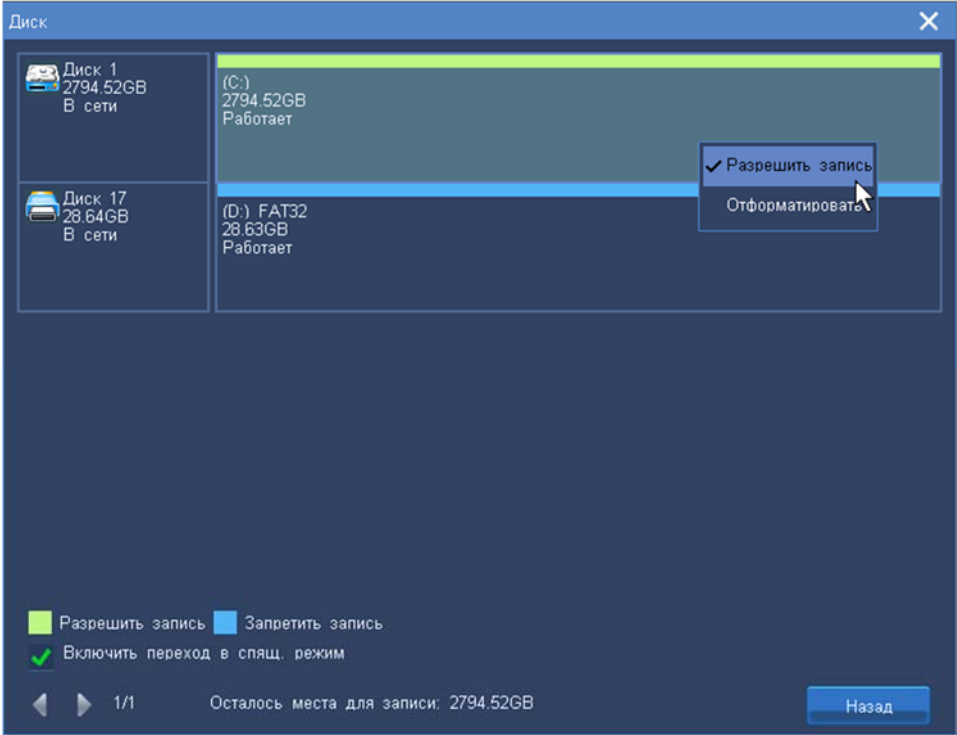 Диск
Диск 1
2794.52GB
В сети
(C:)
2794.52GB
Работает
Разрешить запись
Отформатировать
Диск 17
28.64GB
В сети
(D:) FAT32
28.63GB
Работает
Разрешить запись Запретить запись
Включить переход в спящ. режим
1/1 Осталось места для записи: 2794.52GB Назад